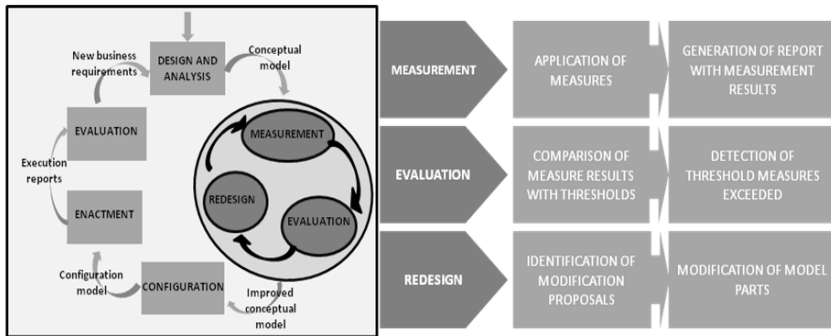 New business
requirements
DESIGN AND
ANALYSIS
Conceptual
model
EVALUATION
MEASUREMENT
Execution
reports
REDESIGN
EVALUATION
ENACTMENT
Configuration
model
CONFIGURATION
Improved
conceptual
model
MEASUREMENT
APPLICATION OF
MEASURES
GENERATION OF REPORT
WITH MEASUREMENT
RESULTS
EVALUATION
COMPARISON OF
MEASURE RESULTS
WITH THRESHOLDS
DETECTION OF
THRESHOLD MEASURES
EXCEEDED
REDESIGN
IDENTIFICATION OF
MODIFICATION
PROPOSALS
MODIFICATION OF MODEL
PARTS